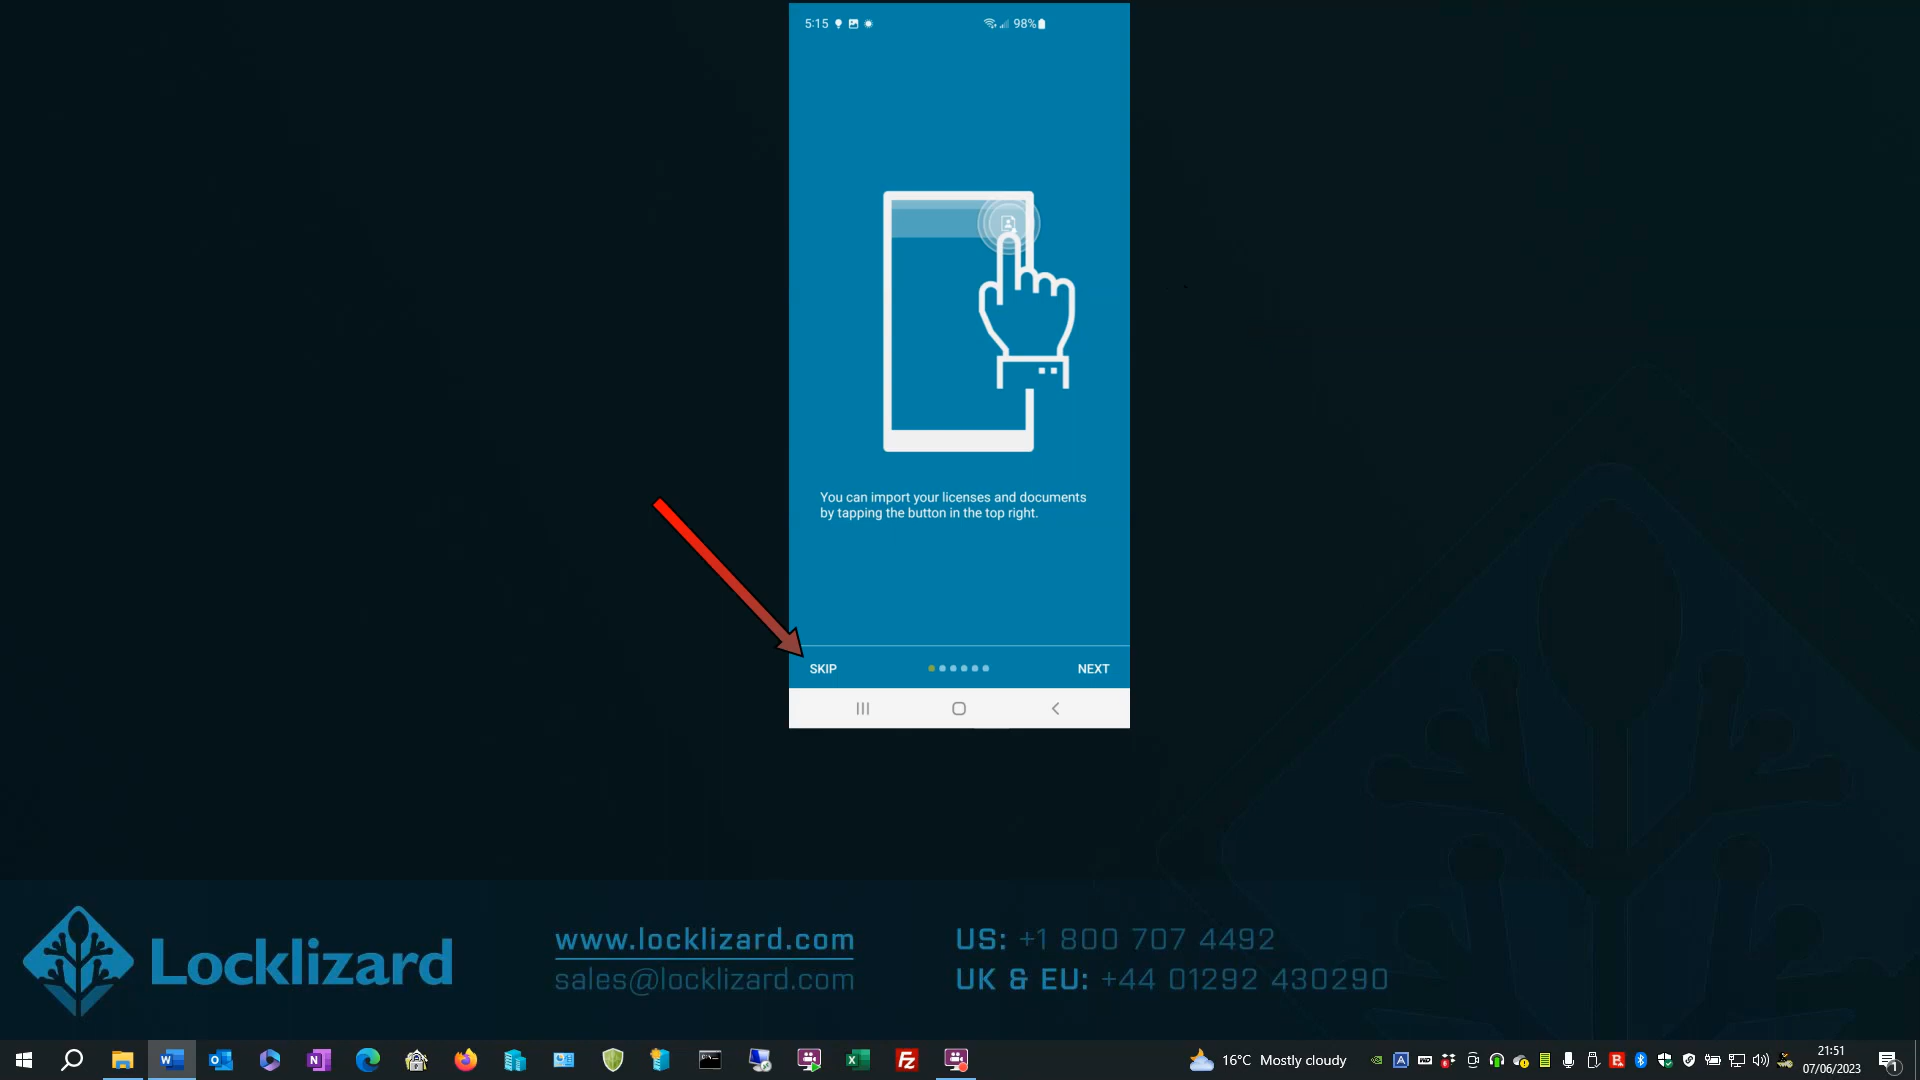 5:15
98%
You can import your licenses and documents
by tapping the button in the top right.
SKIP
NEXT
Locklizard
www.locklizard.com
sales@locklizard.com
US: +1 800 707 4492
UK & EU: +44 01292 430290
16°C Mostly cloudy
21:51
07/06/2023